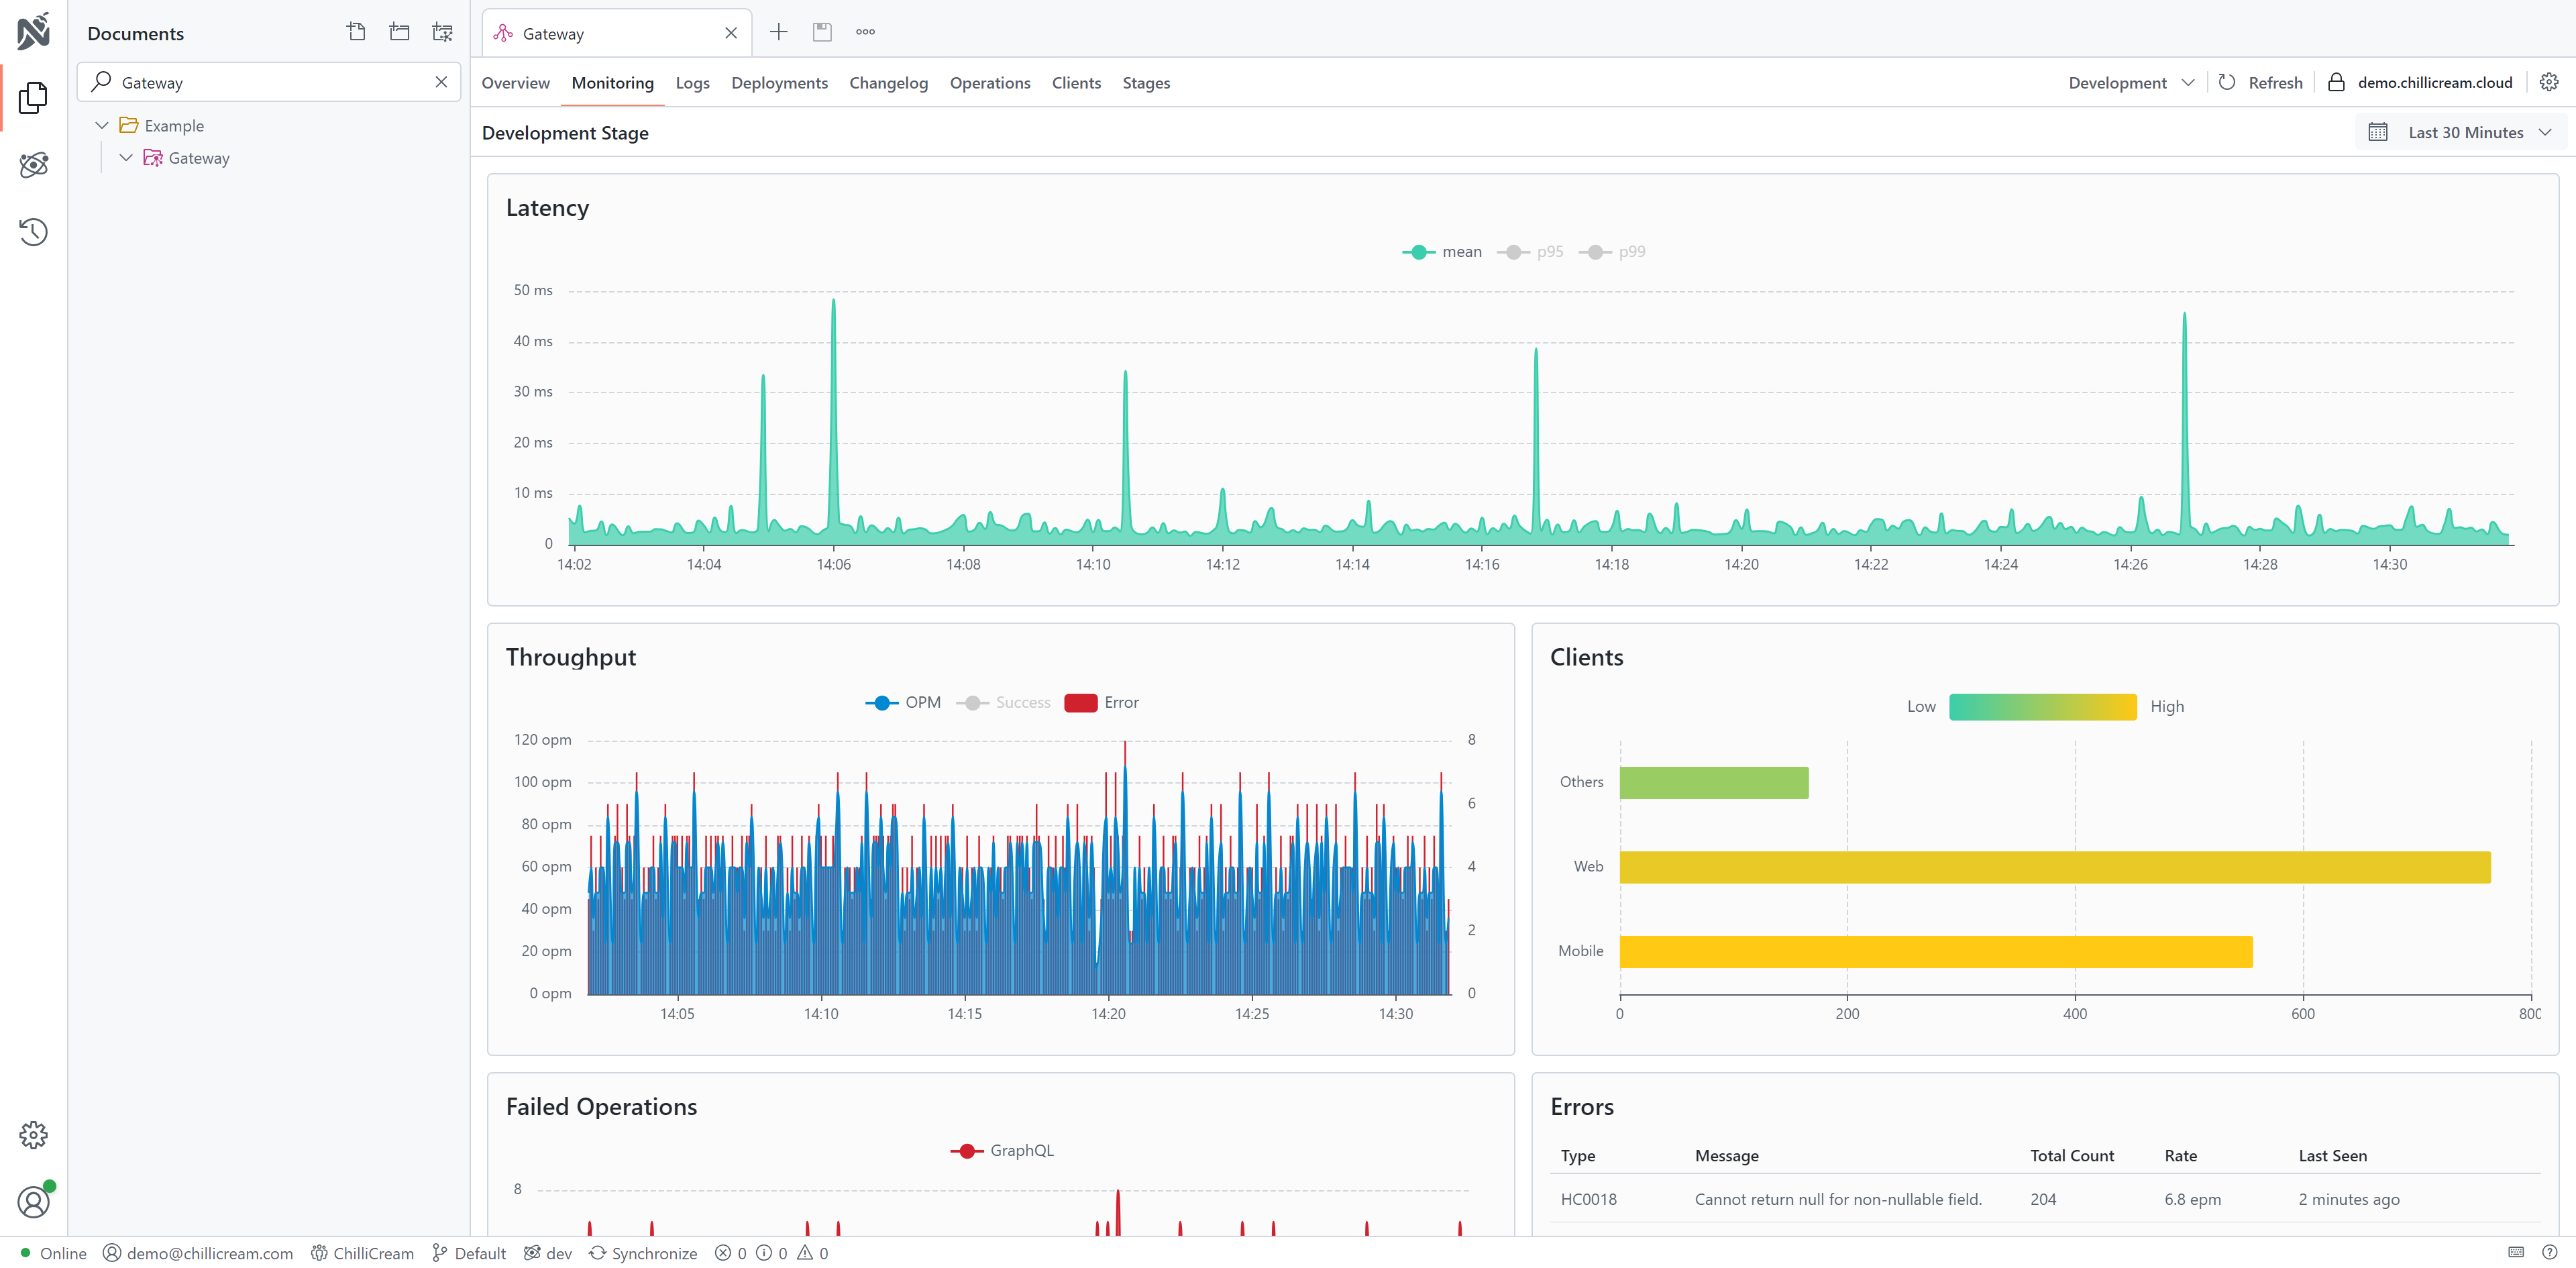 Documents
Gateway
Example
Gateway
Gateway
Overview Monitoring Logs Deployments Changelog Operations Clients Stages
Development Refresh demo.chillicream.cloud
Development Stage
Last 30 Minutes
Latency
mean p95 p99
50 ms
40 ms
30 ms
20 ms
10 ms
0
14:02 14:04 14:06 14:08 14:10 14:12 14:14 14:16 14:18 14:20 14:22 14:24 14:26 14:28 14:30
Throughput
OPM Success Error
120 opm 8
100 opm
6
80 opm
60 opm 4
40 opm
2
20 opm
0 opm 0
14:05 14:10 14:15 14:20 14:25 14:30
Clients
Low High
Others
Web
Mobile
0 200 400 600 800
Failed Operations
GraphQL
8
Errors
Type Message Total Count Rate Last Seen
HC0018 Cannot return null for non-nullable field. 204 6.8 epm 2 minutes ago
Online demo@chillicream.com ChilliCream Default dev Synchronize 0 0 0